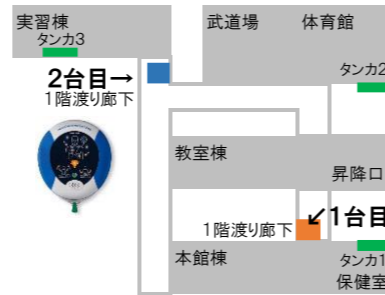 実習棟
タンカ3
武道場
体育館
タンカ2
2台目→
1階渡り廊下
教室棟
昇降口
↙1台目
1階渡り廊下
本館棟
タンカ1
保健室